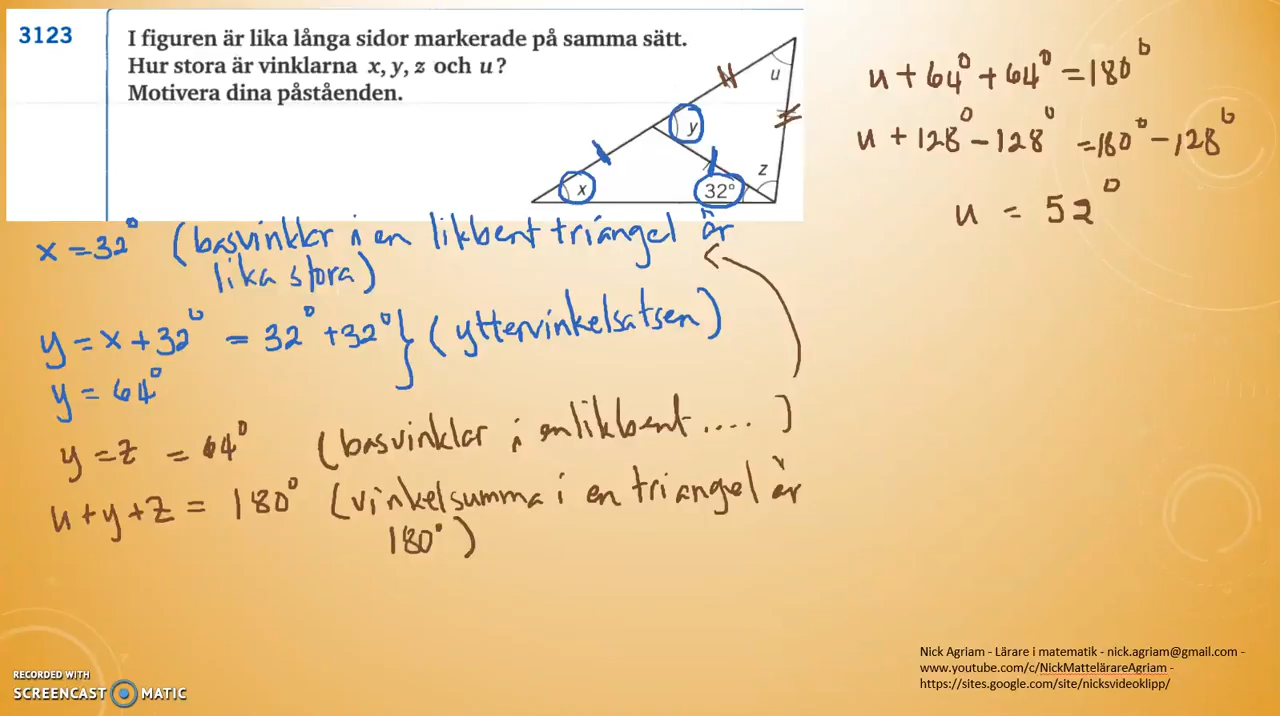 3123
I figuren är lika långa sidor markerade på samma sätt.
Hur stora är vinklarna x, y, z och u?
Motivera dina påståenden.
u
y
z
x
32°
x = 32° (basvinklar i en likbent triangel är
lika stora)
y = x + 32° = 32° + 32° } (yttervinkelsatsen)
y = 64°
y = z = 64° (basvinklar i en likbent ....)
u + y + z = 180° (vinkelsumma i en triangel är
180°)
u + 64° + 64° = 180°
u + 128° - 128° = 180° - 128°
u = 52°
Nick Agriam - Lärare i matematik - nick.agriam@gmail.com -
www.youtube.com/c/NickMattelärareAgriam -
https://sites.google.com/site/nicksvideoklipp/
RECORDED WITH
SCREENCAST MATIC